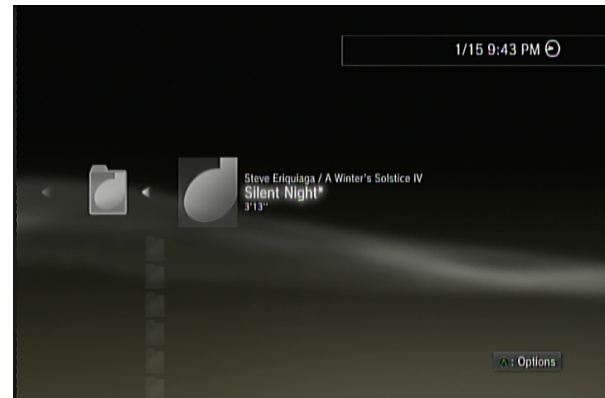 1/15 9:43 PM
Steve Eriquiaga / A Winter's Solstice IV
Silent Night*
3'13"
: Options